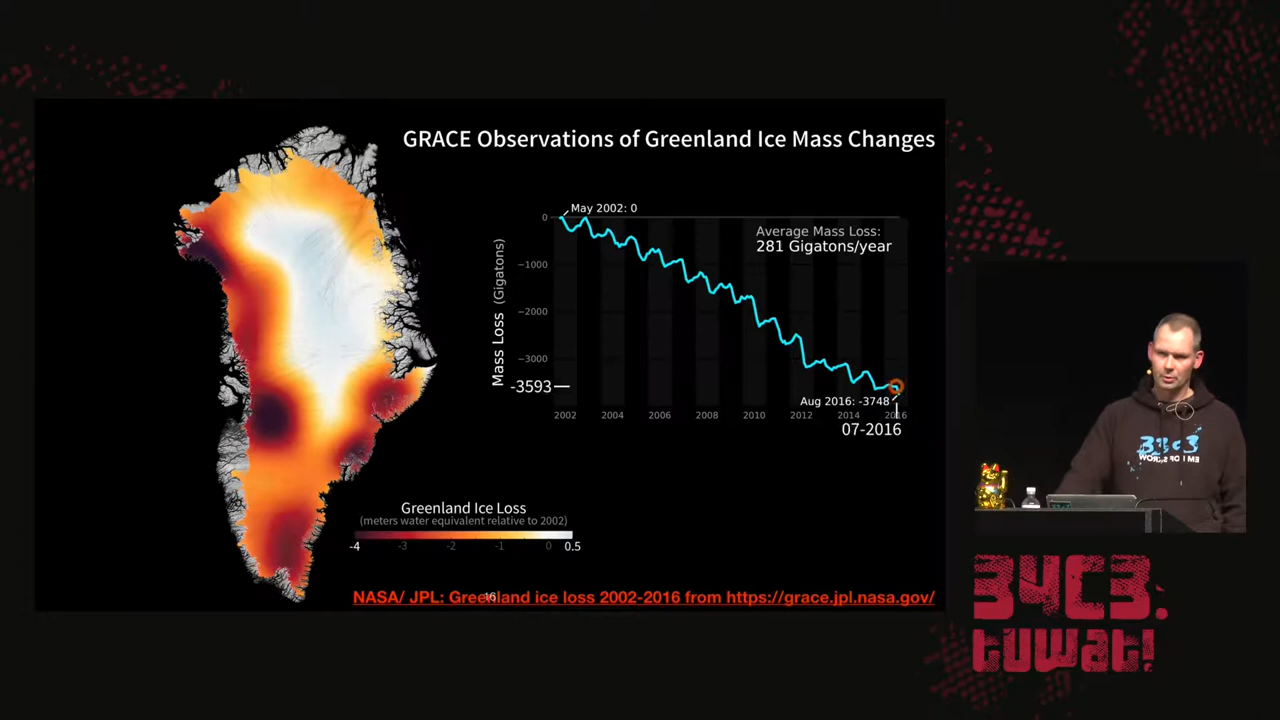 GRACE Observations of Greenland Ice Mass Changes
May 2002: 0
Average Mass Loss:
281 Gigatons/year
Mass Loss (Gigatons)
0
−1000
−2000
−3000
-3593
Aug 2016: -3748
2002 2004 2006 2008 2010 2012 2014 2016
07-2016
Greenland Ice Loss
(meters water equivalent relative to 2002)
-4 -3 -2 -1 0 0.5
NASA/ JPL: Greenland ice loss 2002-2016 from https://grace.jpl.nasa.gov/
16
34C3.
tuwat!